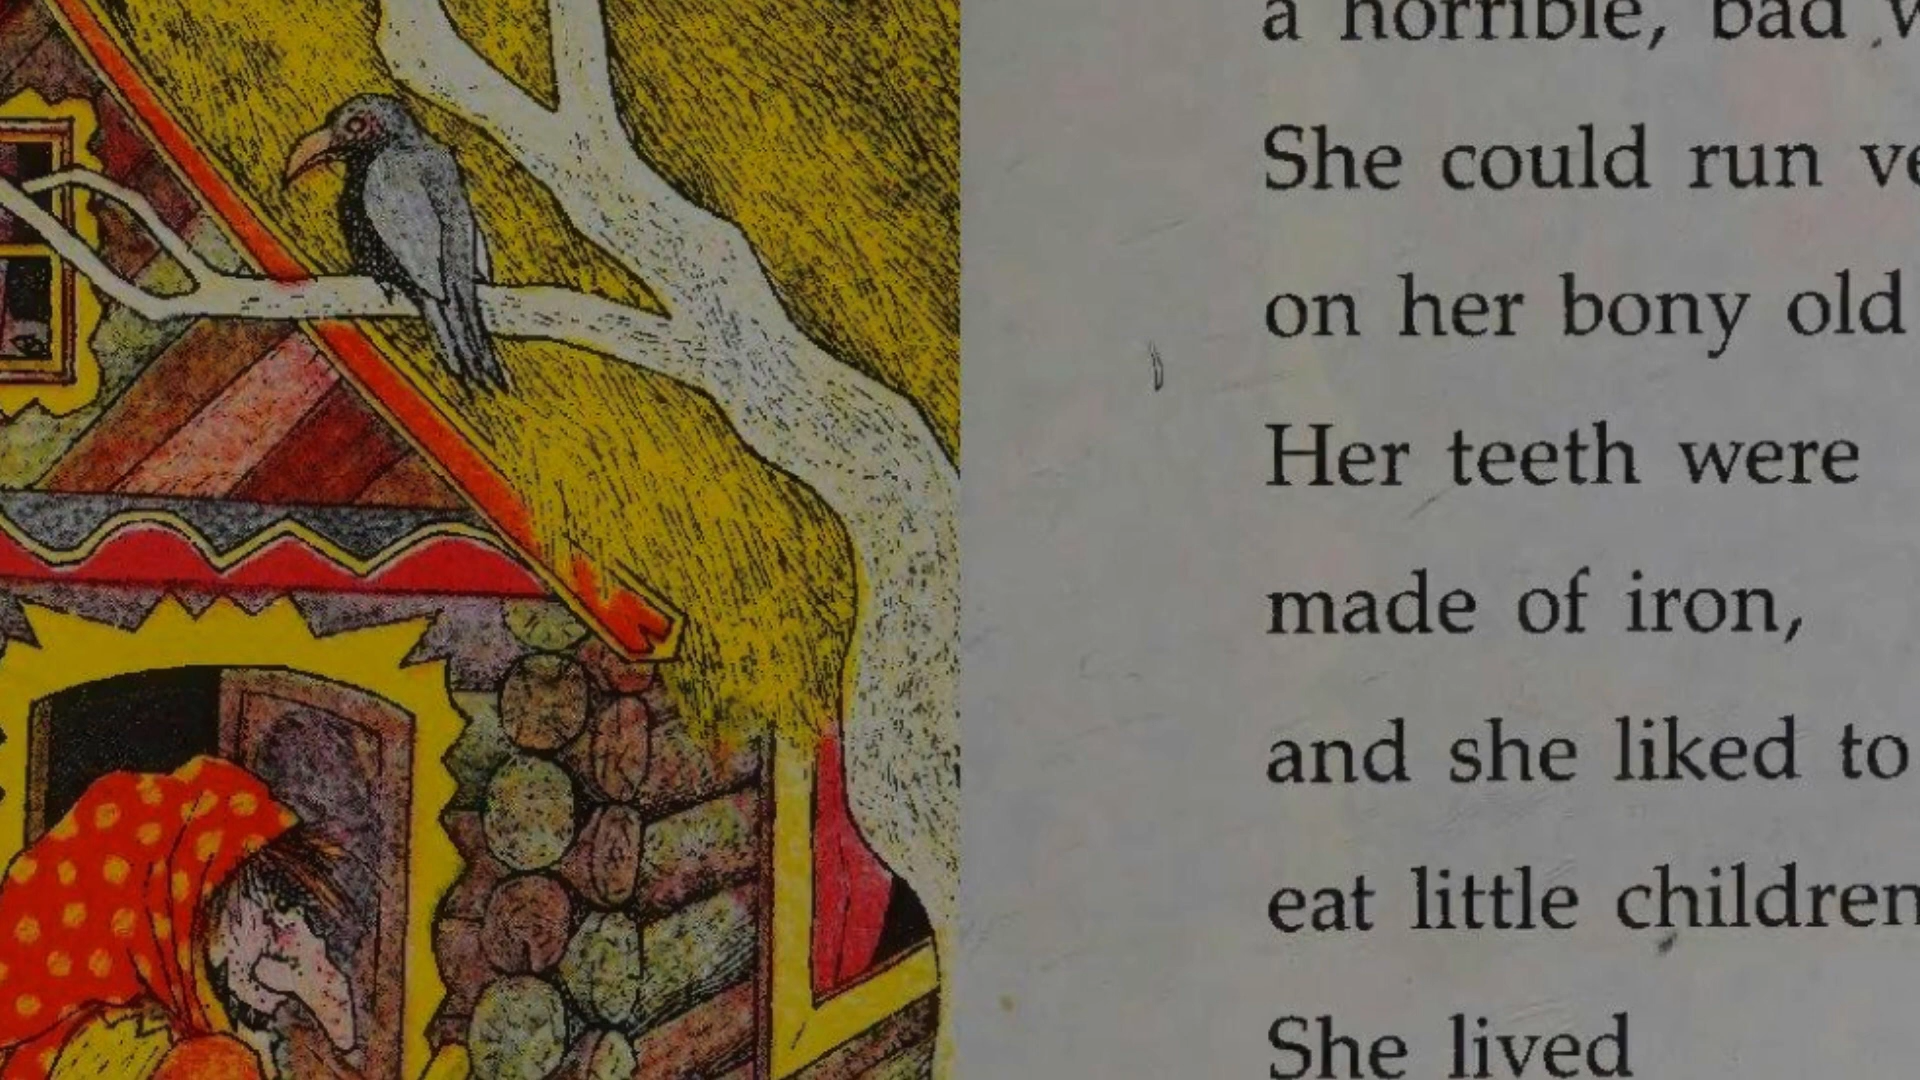 a horrible, bad
She could run
on her bony old
Her teeth were
made of iron,
and she liked to
eat little children
She lived